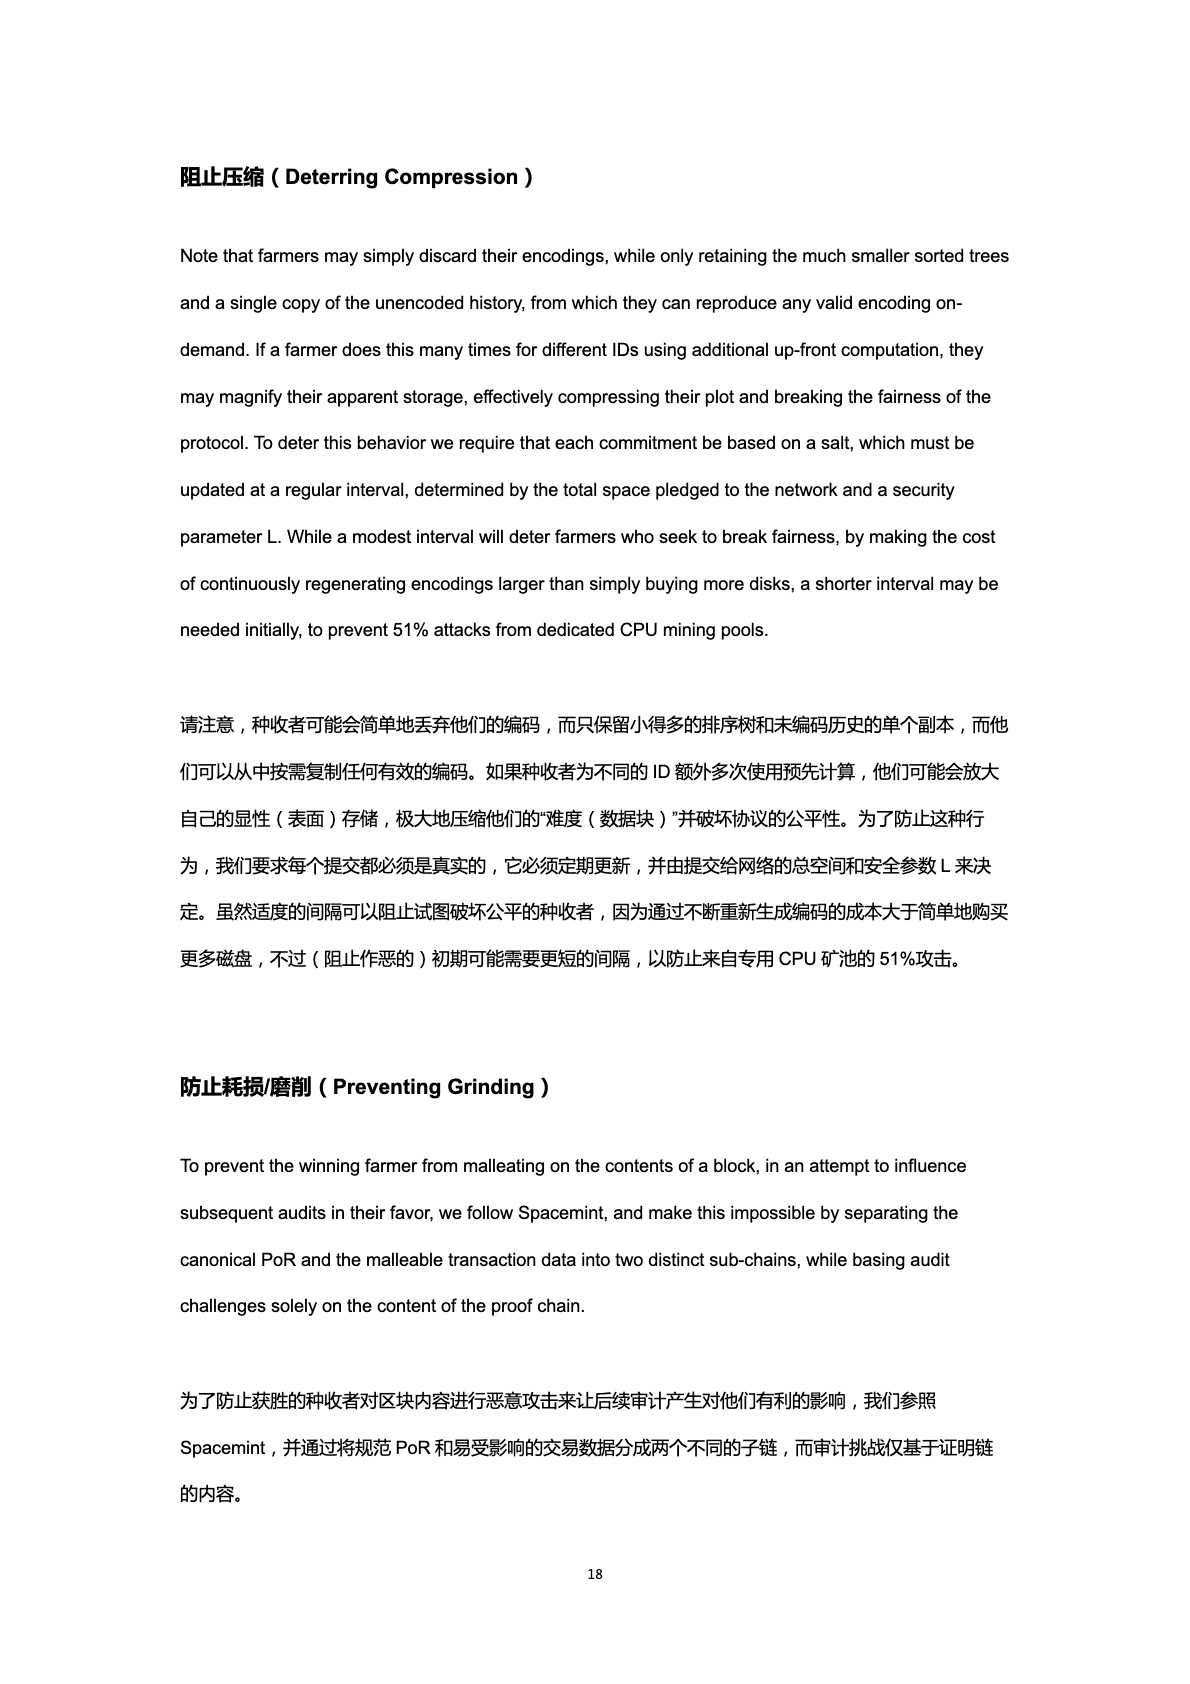 阻止压缩（Deterring Compression）
Note that farmers may simply discard their encodings, while only retaining the much smaller sorted trees
and a single copy of the unencoded history, from which they can reproduce any valid encoding on-
demand. If a farmer does this many times for different IDs using additional up-front computation, they
may magnify their apparent storage, effectively compressing their plot and breaking the fairness of the
protocol. To deter this behavior we require that each commitment be based on a salt, which must be
updated at a regular interval, determined by the total space pledged to the network and a security
parameter L. While a modest interval will deter farmers who seek to break fairness, by making the cost
of continuously regenerating encodings larger than simply buying more disks, a shorter interval may be
needed initially, to prevent 51% attacks from dedicated CPU mining pools.
请注意，种收者可能会简单地丢弃他们的编码，而只保留小得多的排序树和未编码历史的单个副本，而他
们可以从中按需复制任何有效的编码。如果种收者为不同的 ID 额外多次使用预先计算，他们可能会放大
自己的显性（表面）存储，极大地压缩他们的“难度（数据块）”并破坏协议的公平性。为了防止这种行
为，我们要求每个提交都必须是真实的，它必须定期更新，并由提交给网络的总空间和安全参数 L 来决
定。虽然适度的间隔可以阻止试图破坏公平的种收者，因为通过不断重新生成编码的成本大于简单地购买
更多磁盘，不过（阻止作恶的）初期可能需要更短的间隔，以防止来自专用 CPU 矿池的 51%攻击。
防止耗损/磨削（Preventing Grinding）
To prevent the winning farmer from malleating on the contents of a block, in an attempt to influence
subsequent audits in their favor, we follow Spacemint, and make this impossible by separating the
canonical PoR and the malleable transaction data into two distinct sub-chains, while basing audit
challenges solely on the content of the proof chain.
为了防止获胜的种收者对区块内容进行恶意攻击来让后续审计产生对他们有利的影响，我们参照
Spacemint，并通过将规范 PoR 和易受影响的交易数据分成两个不同的子链，而审计挑战仅基于证明链
的内容。
18